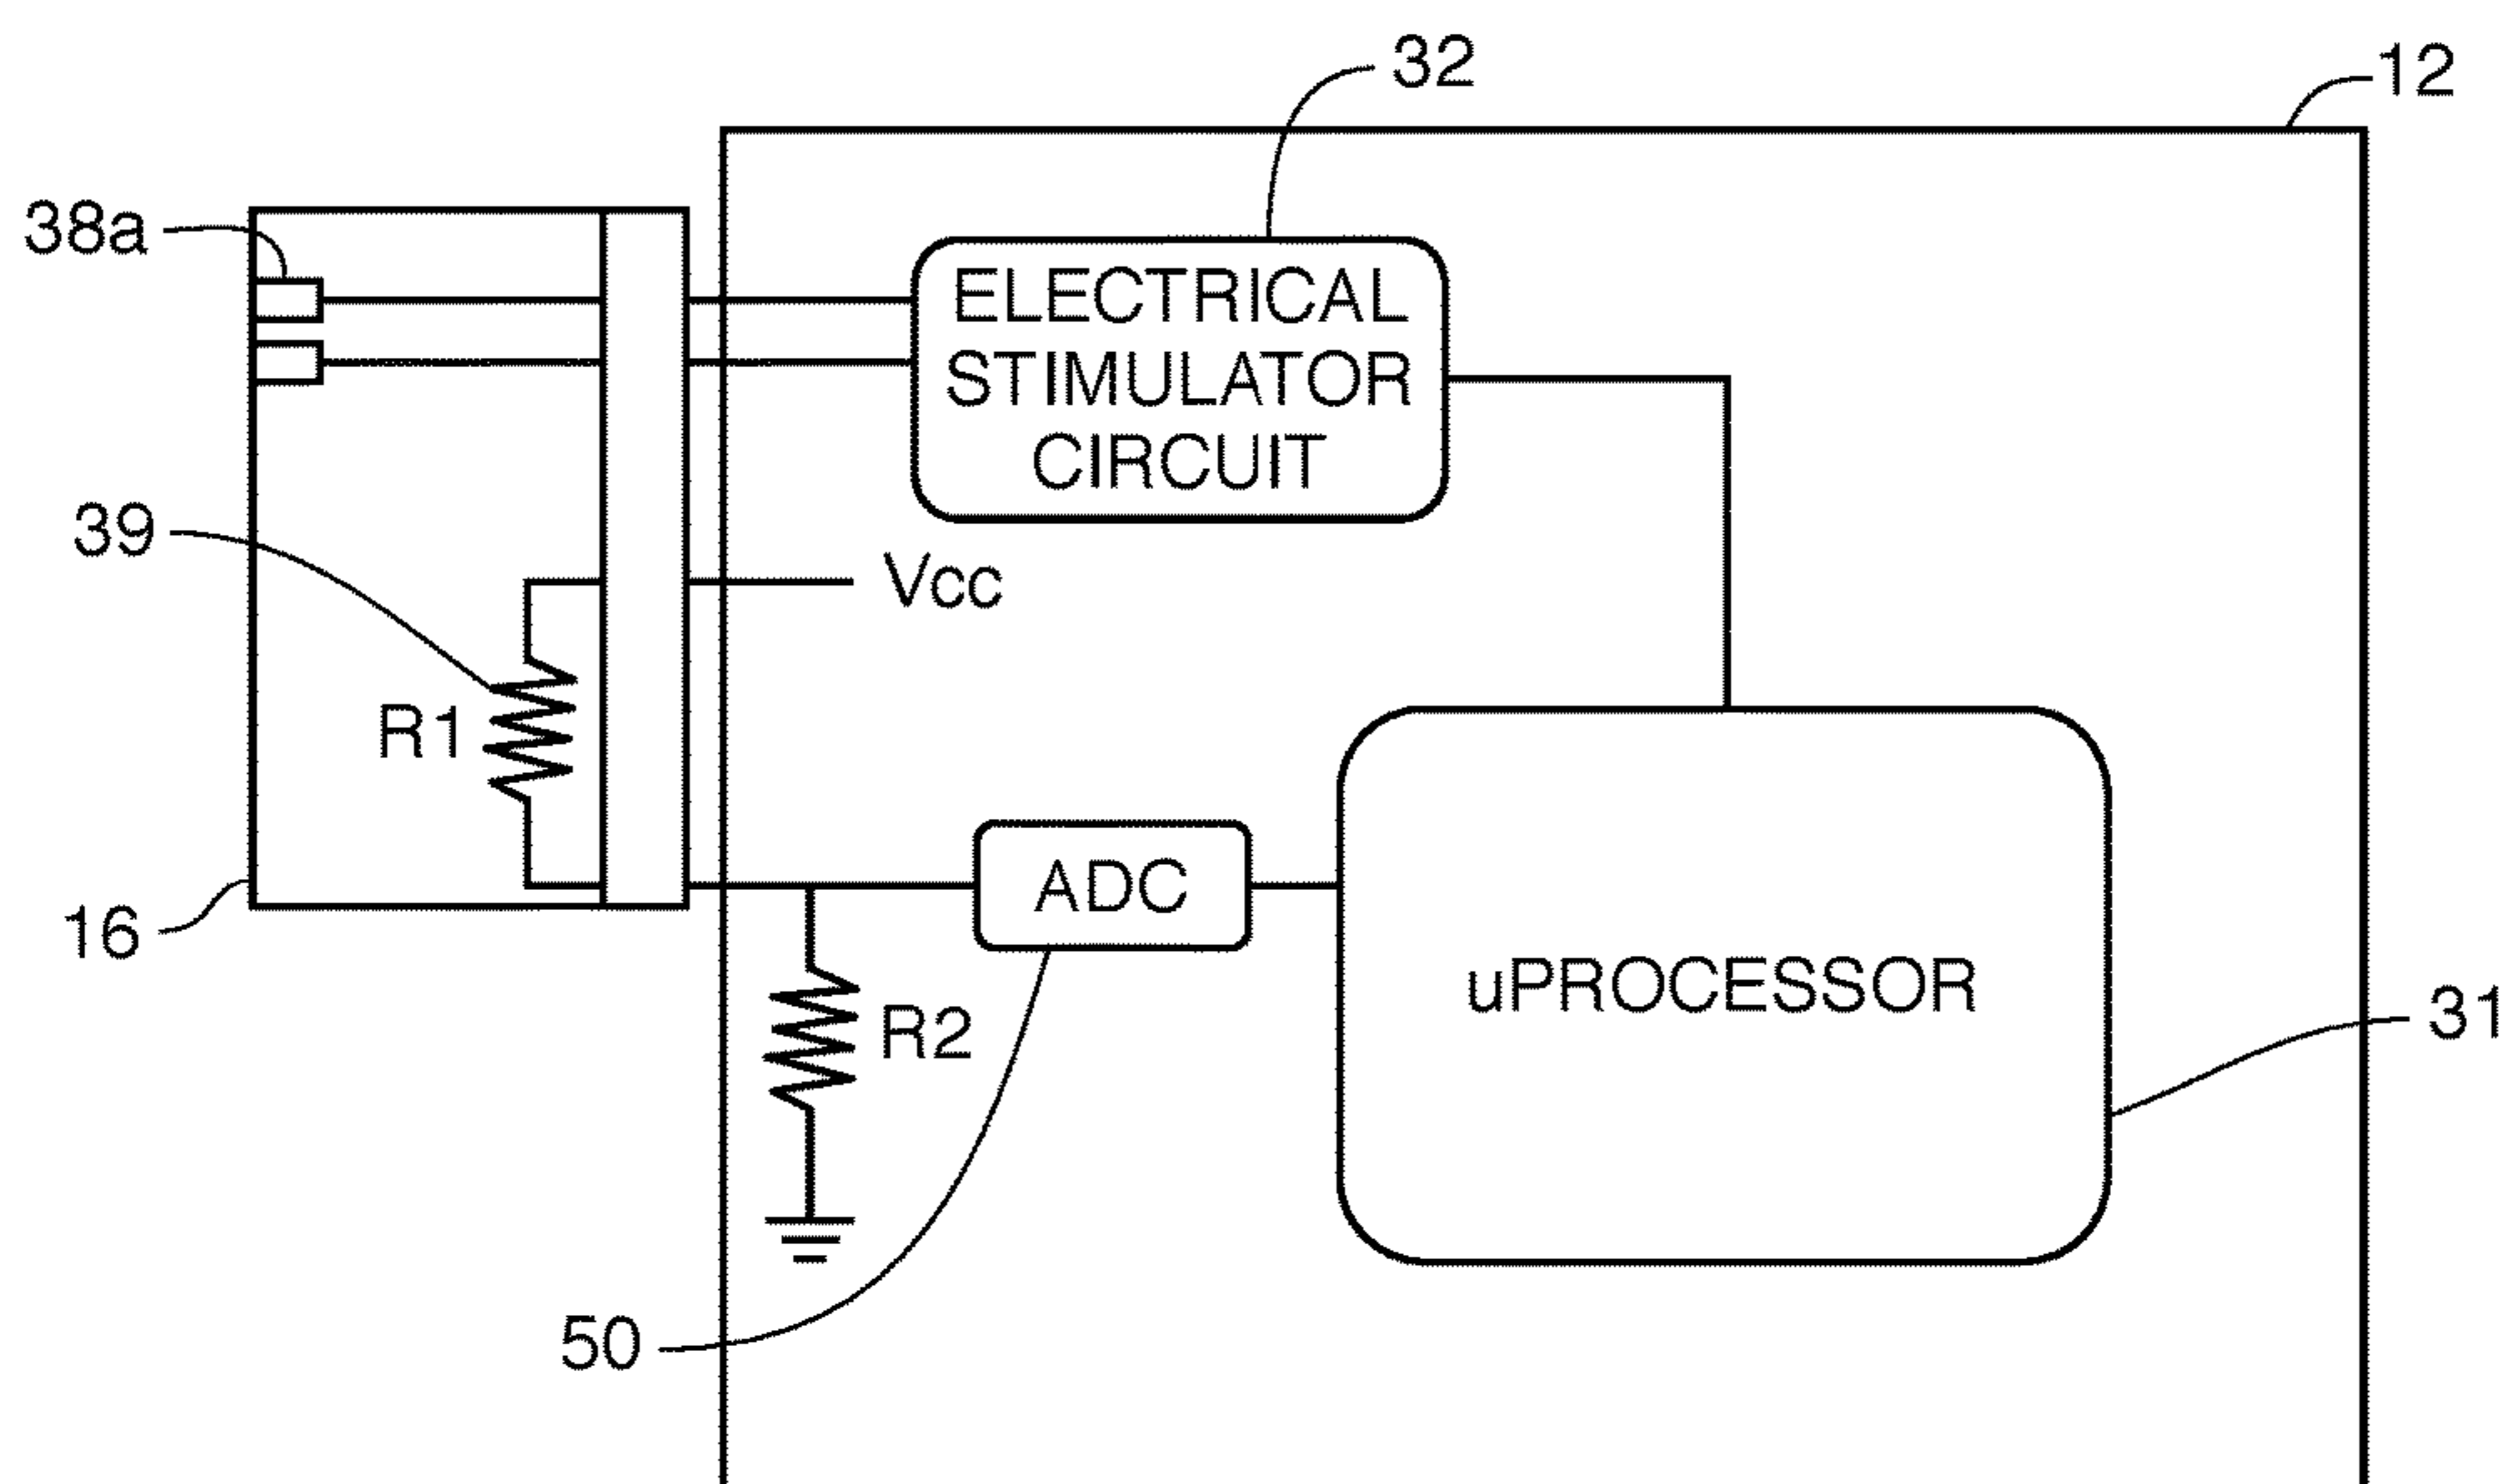 32
12
38a
ELECTRICAL
STIMULATOR
CIRCUIT
39
Vcc
R1
ADC
16
uPROCESSOR
R2
31
50